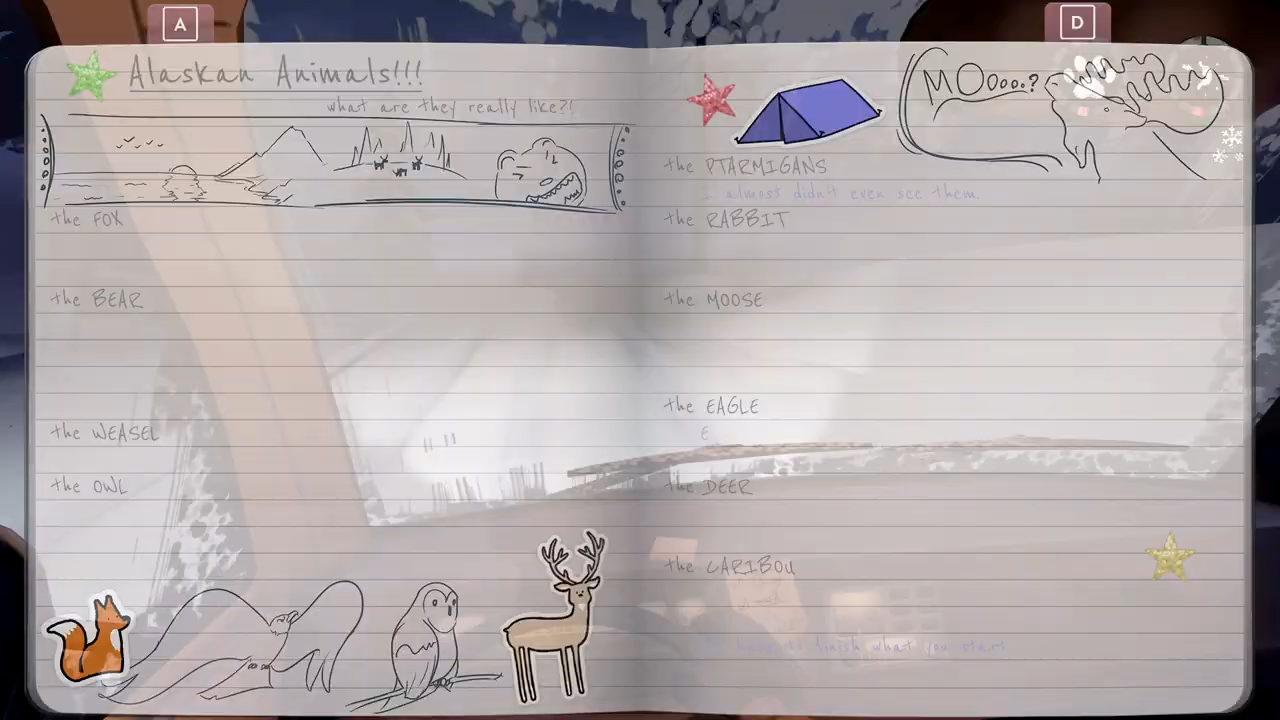 A
D
Alaskan Animals!!!
what are they really like?!
the FOX
the BEAR
the WEASEL
the OWL
MOoooo.?
the PTARMIGANS
I almost didn't even see them.
the RABBIT
the MOOSE
the EAGLE
E
the DEER
the CARIBOU
finish what you start